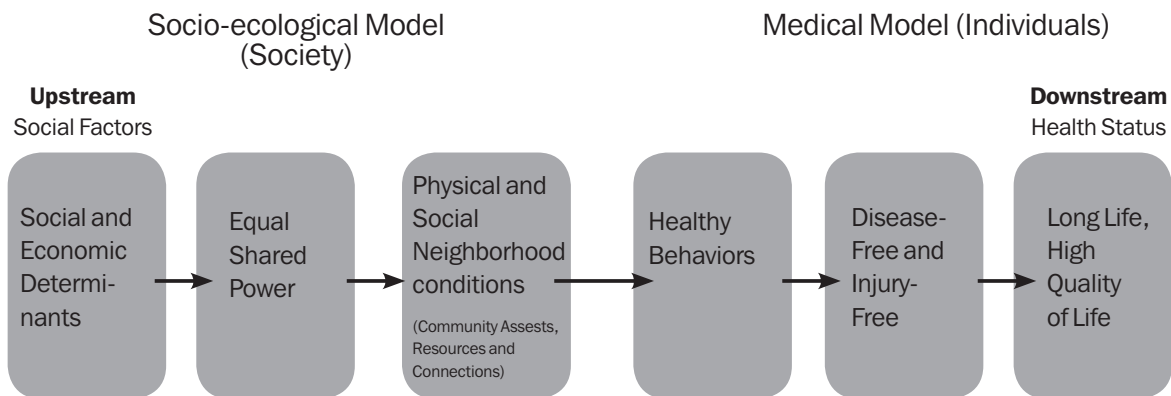 Socio-ecological Model
(Society)
Medical Model (Individuals)
Upstream
Social Factors
Downstream
Health Status
Social and
Economic
Determi-
nants
Equal
Shared
Power
Physical and
Social
Neighborhood
conditions
(Community Assests,
Resources and
Connections)
Healthy
Behaviors
Disease-
Free and
Injury-
Free
Long Life,
High
Quality
of Life